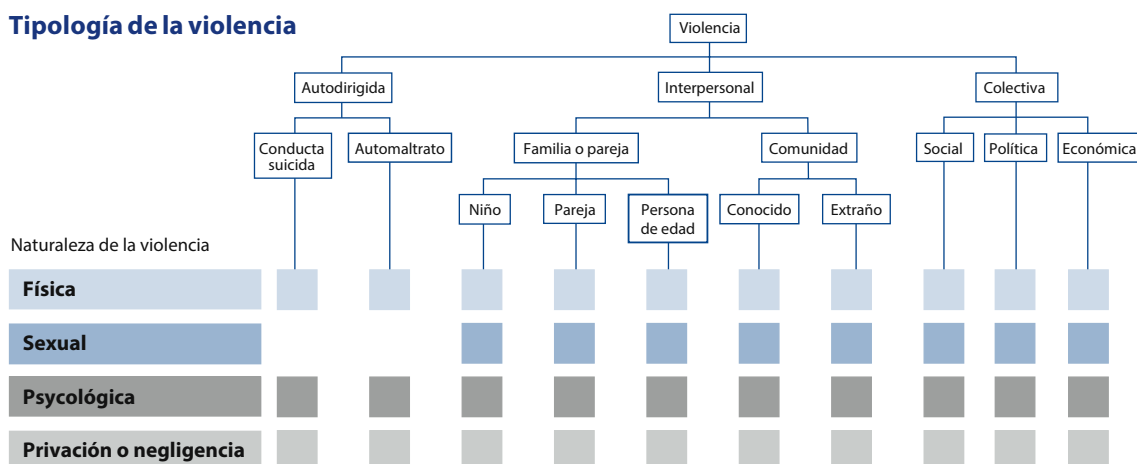 Tipología de la violencia
Violencia
Autodirigida
Interpersonal
Colectiva
Conducta
suicida
Automaltrato
Familia o pareja
Comunidad
Social
Política
Económica
Niño
Pareja
Persona
de edad
Conocido
Extraño
Naturaleza de la violencia
Física
Sexual
Psycológica
Privación o negligencia